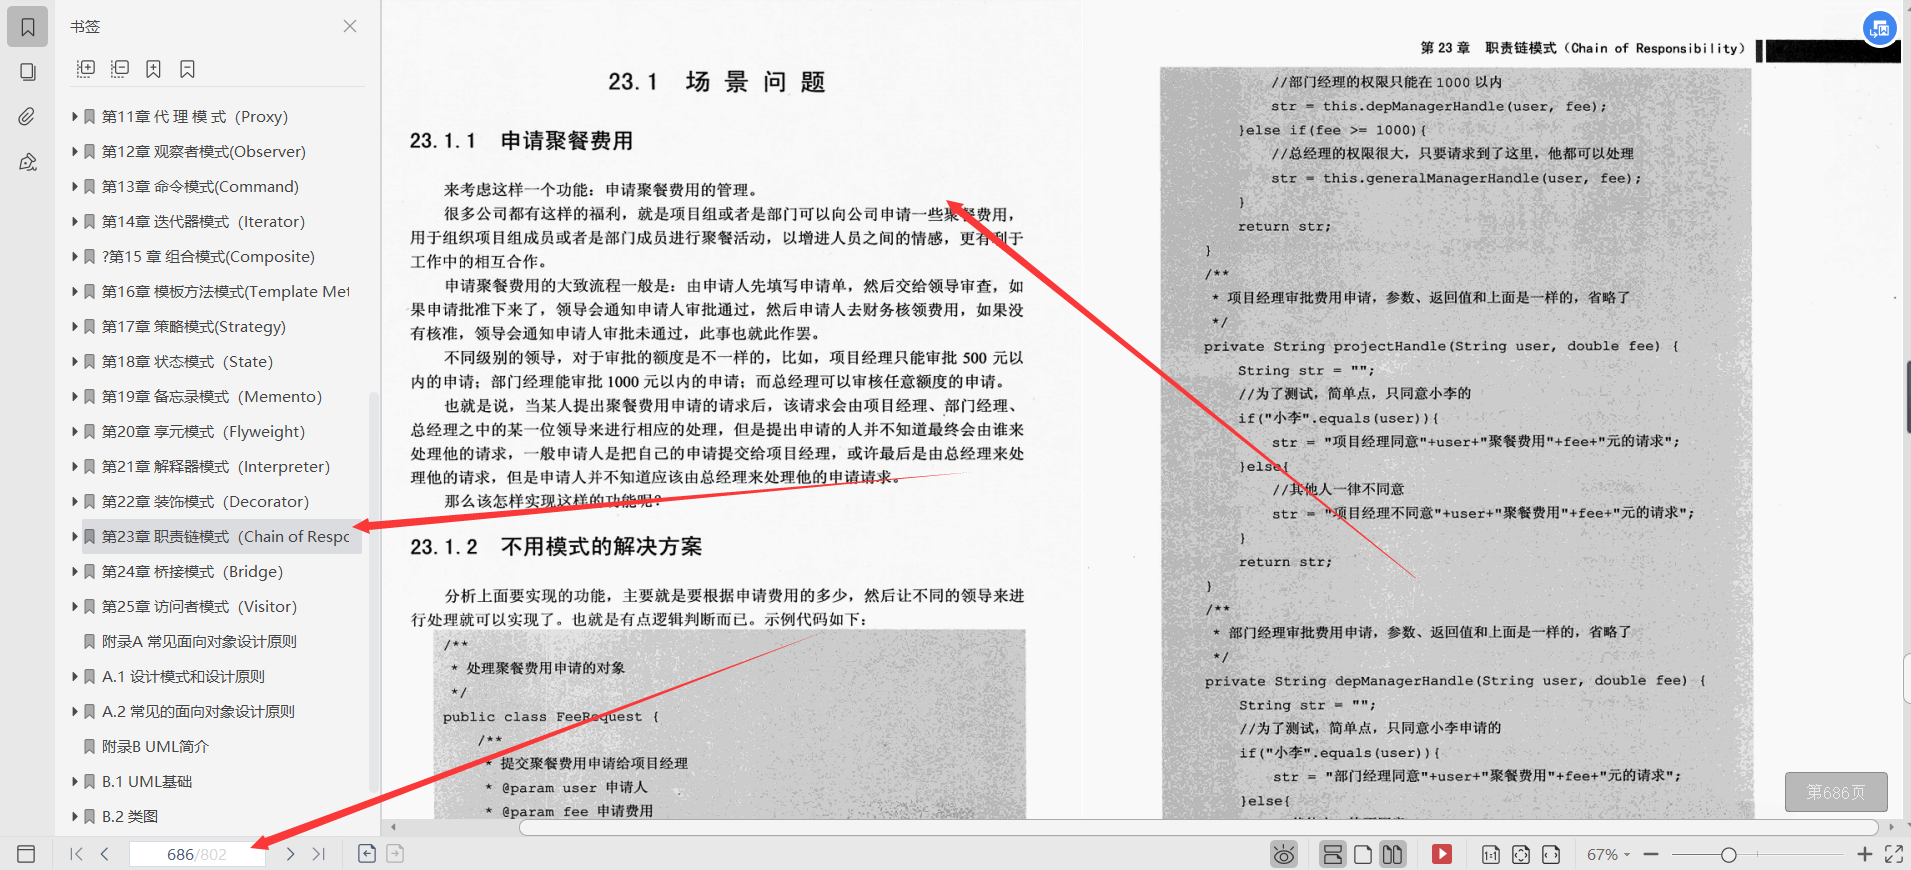 书签
第11章 代 理 模 式（Proxy）
第12章 观察者模式(Observer)
第13章 命令模式(Command)
第14章 迭代器模式（Iterator）
?第15 章 组合模式(Composite)
第16章 模板方法模式(Template Met
第17章 策略模式(Strategy)
第18章 状态模式（State）
第19章 备忘录模式（Memento）
第20章 享元模式（Flyweight）
第21章 解释器模式（Interpreter）
第22章 装饰模式（Decorator）
第23章 职责链模式（Chain of Respo
第24章 桥接模式（Bridge）
第25章 访问者模式（Visitor）
附录A 常见面向对象设计原则
A.1 设计模式和设计原则
A.2 常见的面向对象设计原则
附录B UML简介
B.1 UML基础
B.2 类图
23.1 场 景 问 题
23.1.1 申请聚餐费用
来考虑这样一个功能：申请聚餐费用的管理。
很多公司都有这样的福利，就是项目组或者是部门可以向公司申请一些聚餐费用，
用于组织项目组成员或者是部门成员进行聚餐活动，以增进人员之间的情感，更有利于
工作中的相互合作。
申请聚餐费用的大致流程一般是：由申请人先填写申请单，然后交给领导审查，如
果申请批准下来了，领导会通知申请人审批通过，然后申请人去财务核领费用，如果没
有核准，领导会通知申请人审批未通过，此事也就此作罢。
不同级别的领导，对于审批的额度是不一样的，比如，项目经理只能审批 500 元以
内的申请；部门经理能审批 1000 元以内的申请；而总经理可以审核任意额度的申请。
也就是说，当某人提出聚餐费用申请的请求后，该请求会由项目经理、部门经理、
总经理之中的某一位领导来进行相应的处理，但是提出申请的人并不知道最终会由谁来
处理他的请求，一般申请人是把自己的申请提交给项目经理，或许最后是由总经理来处
理他的请求，但是申请人并不知道应该由总经理来处理他的申请请求。
那么该怎样实现这样的功能呢？
23.1.2 不用模式的解决方案
分析上面要实现的功能，主要就是要根据申请费用的多少，然后让不同的领导来进
行处理就可以实现了。也就是有点逻辑判断而已。示例代码如下：
/**
* 处理聚餐费用申请的对象
*/
public class FeeRequest {
/**
* 提交聚餐费用申请给项目经理
* @param user 申请人
* @param fee 申请费用
第 23 章 职责链模式（Chain of Responsibility）
//部门经理的权限只能在 1000 以内
str = this.depManagerHandle(user, fee);
}else if(fee >= 1000){
//总经理的权限很大，只要请求到了这里，他都可以处理
str = this.generalManagerHandle(user, fee);
}
return str;
}
/**
* 项目经理审批费用申请，参数、返回值和上面是一样的，省略了
*/
private String projectHandle(String user, double fee) {
String str = "";
//为了测试，简单点，只同意小李的
if("小李".equals(user)){
str = "项目经理同意"+user+"聚餐费用"+fee+"元的请求";
}else{
//其他人一律不同意
str = "项目经理不同意"+user+"聚餐费用"+fee+"元的请求";
}
return str;
}
/**
* 部门经理审批费用申请，参数、返回值和上面是一样的，省略了
*/
private String depManagerHandle(String user, double fee) {
String str = "";
//为了测试，简单点，只同意小李申请的
if("小李".equals(user)){
str = "部门经理同意"+user+"聚餐费用"+fee+"元的请求";
}else{
第686页
686/802
1:1
67%